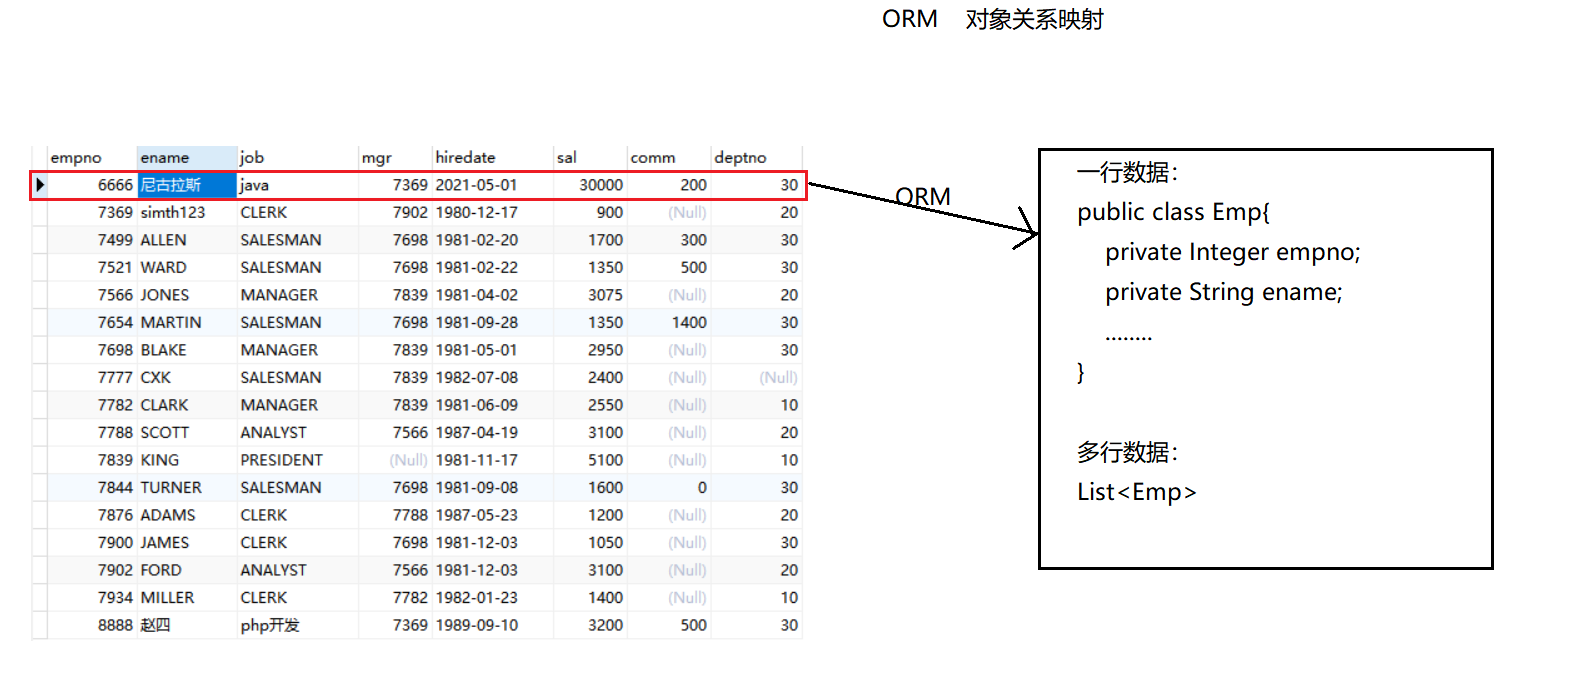 ORM 对象关系映射
empno ename job mgr hiredate sal comm deptno
6666 尼古拉斯 java 7369 2021-05-01 30000 200 30
7369 simth123 CLERK 7902 1980-12-17 900 (Null) 20
7499 ALLEN SALESMAN 7698 1981-02-20 1700 300 30
7521 WARD SALESMAN 7698 1981-02-22 1350 500 30
7566 JONES MANAGER 7839 1981-04-02 3075 (Null) 20
7654 MARTIN SALESMAN 7698 1981-09-28 1350 1400 30
7698 BLAKE MANAGER 7839 1981-05-01 2950 (Null) 30
7777 CXK SALESMAN 7839 1982-07-08 2400 (Null) (Null)
7782 CLARK MANAGER 7839 1981-06-09 2550 (Null) 10
7788 SCOTT ANALYST 7566 1987-04-19 3100 (Null) 20
7839 KING PRESIDENT (Null) 1981-11-17 5100 (Null) 10
7844 TURNER SALESMAN 7698 1981-09-08 1600 0 30
7876 ADAMS CLERK 7788 1987-05-23 1200 (Null) 20
7900 JAMES CLERK 7698 1981-12-03 1050 (Null) 30
7902 FORD ANALYST 7566 1981-12-03 3100 (Null) 20
7934 MILLER CLERK 7782 1982-01-23 1400 (Null) 10
8888 赵四 php开发 7369 1989-09-10 3200 500 30
ORM
一行数据：
public class Emp{
private Integer empno;
private String ename;
........
}
多行数据：
List<Emp>